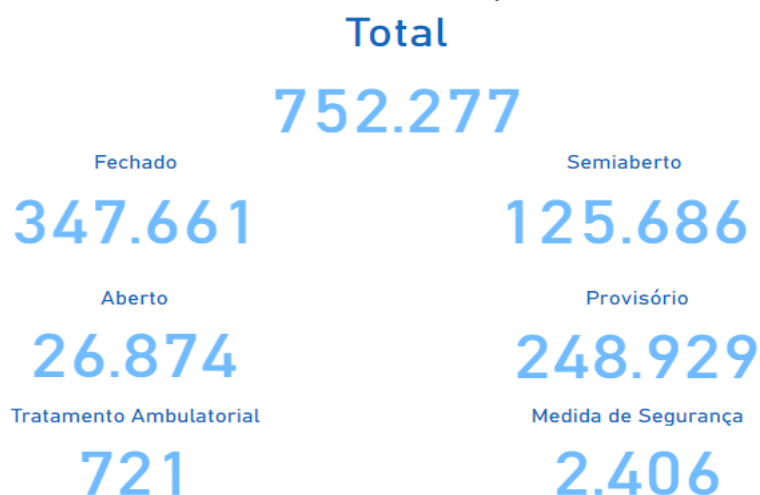 Total
752.277
Fechado Semiaberto
347.661 125.686
Aberto Provisório
26.874 248.929
Tratamento Ambulatorial Medida de Segurança
721 2.406